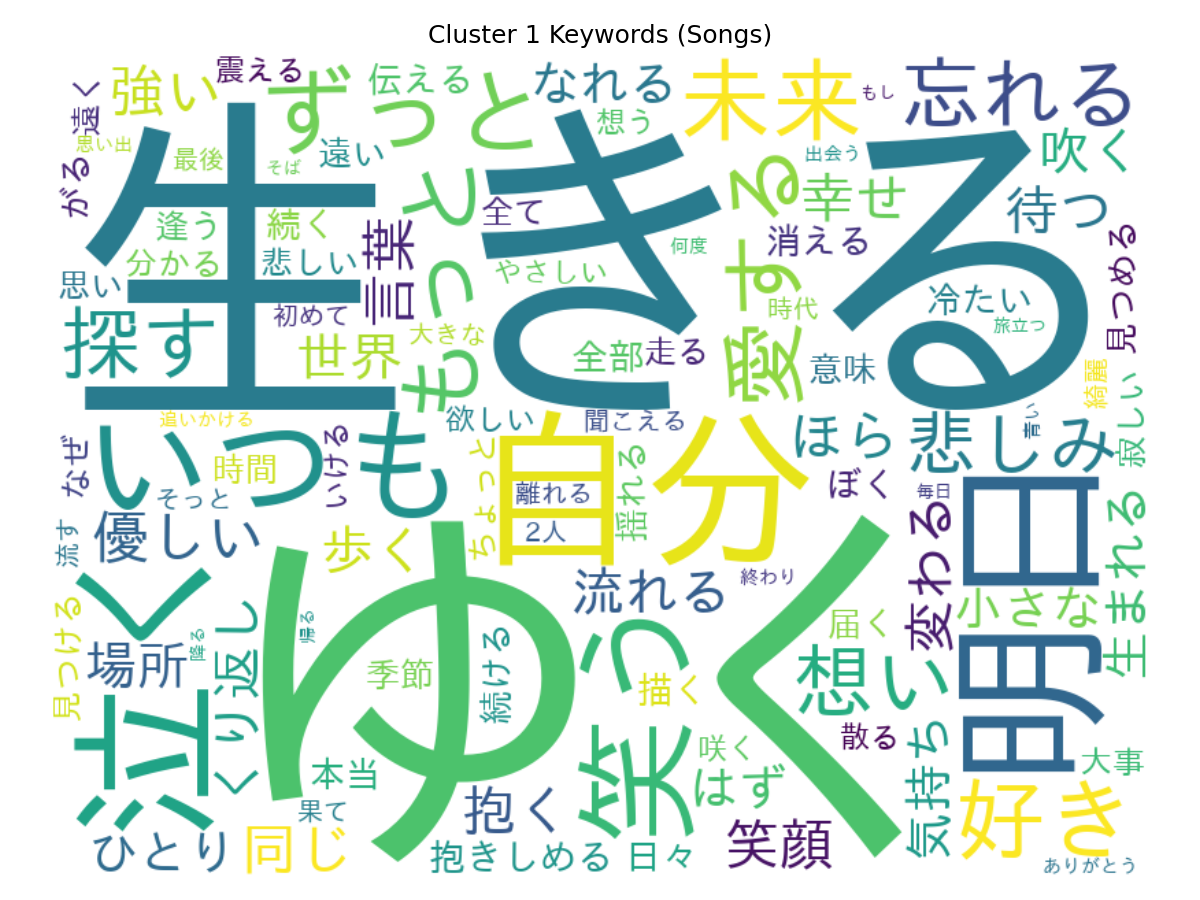 Cluster 1 Keywords (Songs)
生きる
ゆく
自分
明日
いつも
泣く
笑う
愛する
ずっと
もっと
未来
忘れる
好き
探す
想い
悲しみ
強い
震える
伝える
なれる
もし
遠く
思い出
がる
最後
そば
遠い
想う
出会う
吹く
幸せ
待つ
逢う
続く
全て
何度
消える
分かる
悲しい
言葉
やさしい
思い
初めて
大きな
時代
冷たい
旅立つ
見つめる
世界
全部
走る
意味
綺麗
追いかける
欲しい
聞こえる
ほら
青い
寂しい
なぜ
時間
いける
そっと
ちょっと
離れる
2人
揺れる
ぼく
毎日
流す
優しい
歩く
流れる
終わり
変わる
小さな
生まれる
見つける
場所
降る
帰る
くり返し
季節
続ける
描く
届く
本当
果て
咲く
散る
はず
気持ち
大事
ひとり
同じ
抱く
抱きしめる
日々
笑顔
ありがとう